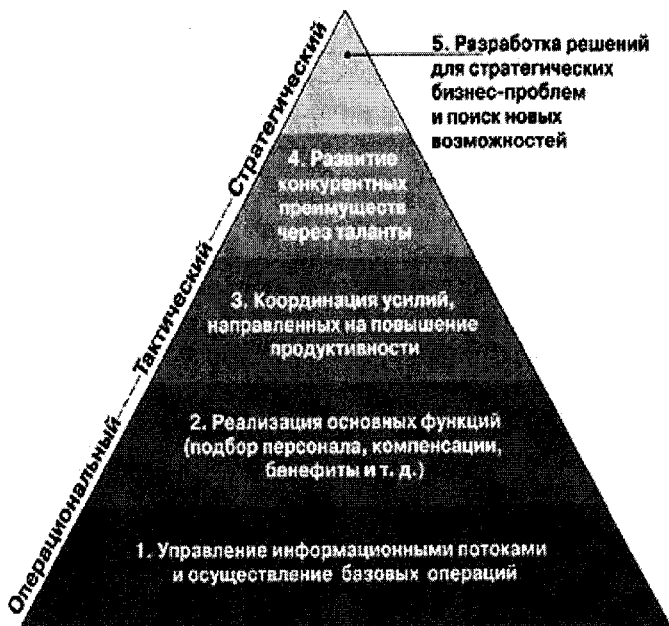 5. Разработка решений
для стратегических
бизнес-проблем
и поиск новых
возможностей
4. Развитие
конкурентных
преимуществ
через таланты
3. Координация усилий,
направленных на повышение
продуктивности
2. Реализация основных функций
(подбор персонала, компенсации,
бенефиты и т. д.)
1. Управление информационными потоками
и осуществление базовых операций
Операционный----Тактический----Стратегический